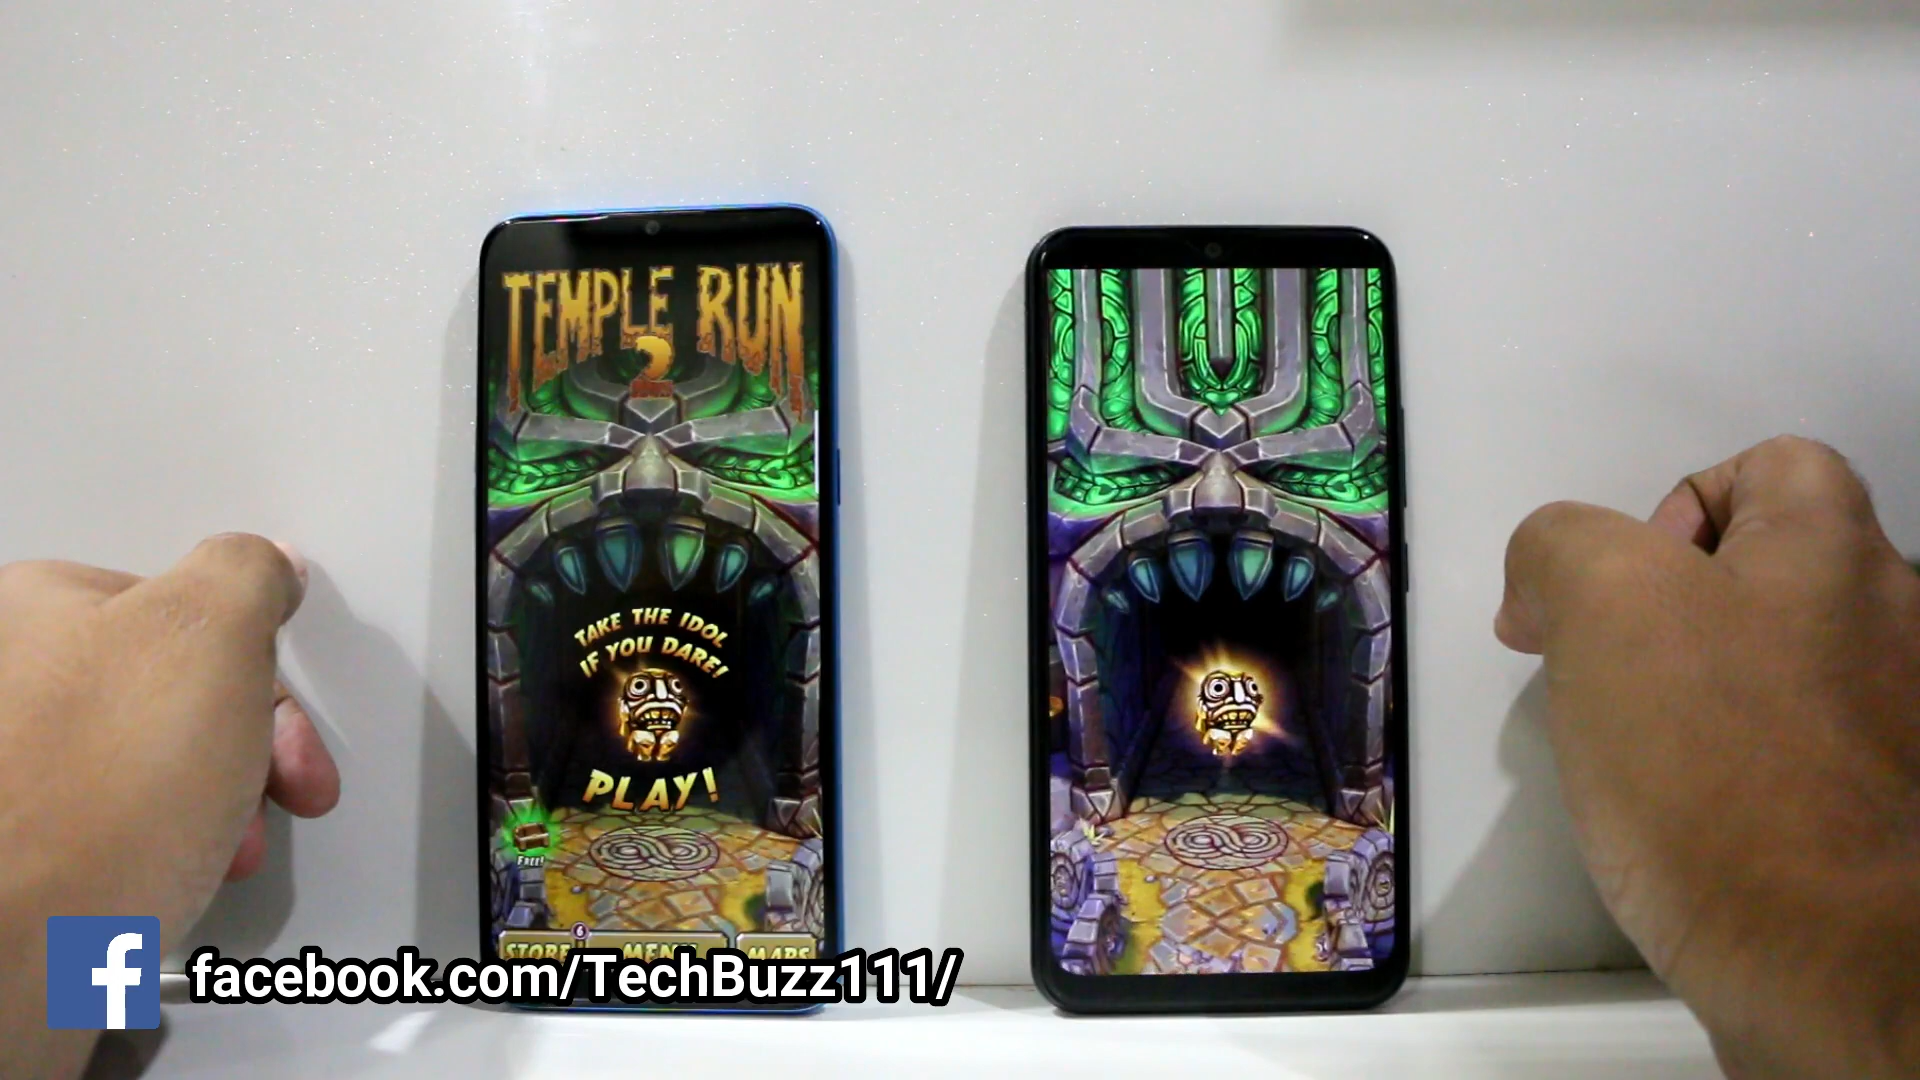 TEMPLE RUN
2
TAKE THE IDOL
IF YOU DARE!
PLAY!
FREE!
6
STORE
MENU
MAPS
facebook.com/TechBuzz111/